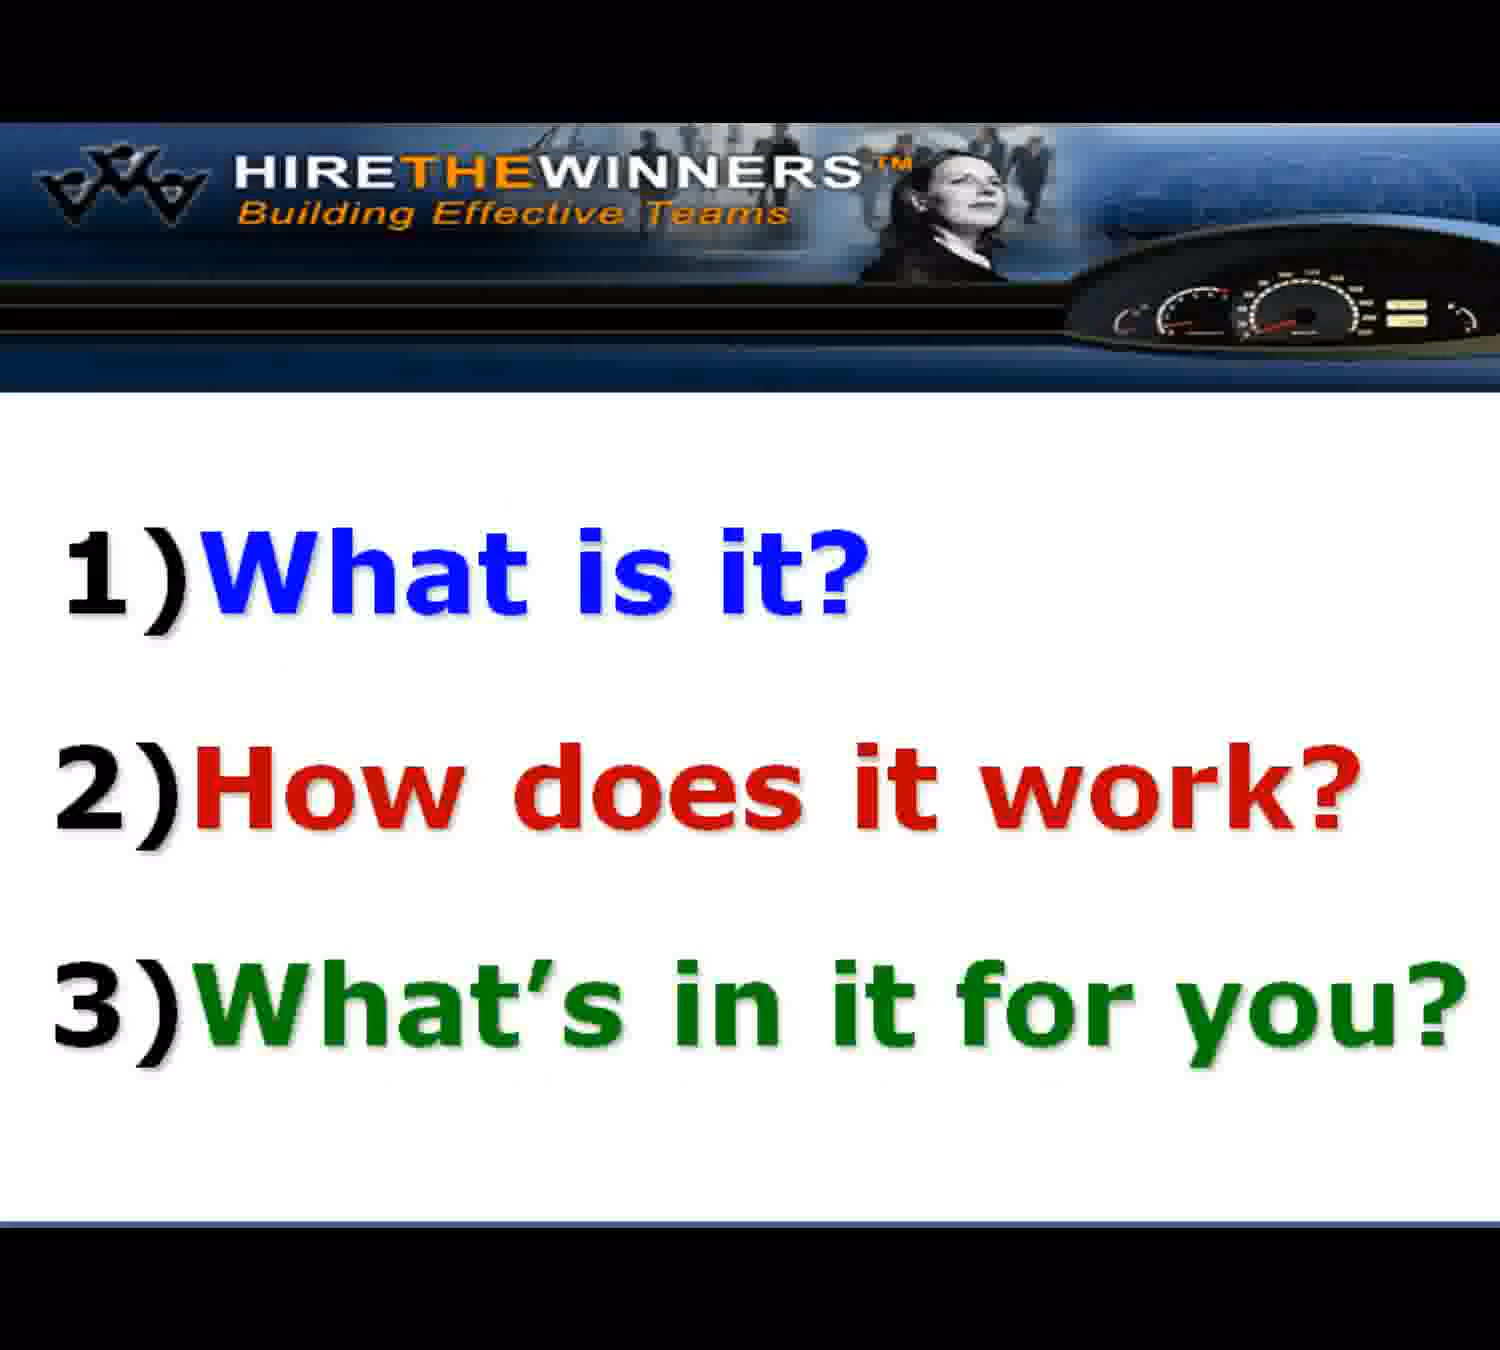 HIRETHEWINNERS™
Building Effective Teams
1)What is it?
2)How does it work?
3)What’s in it for you?